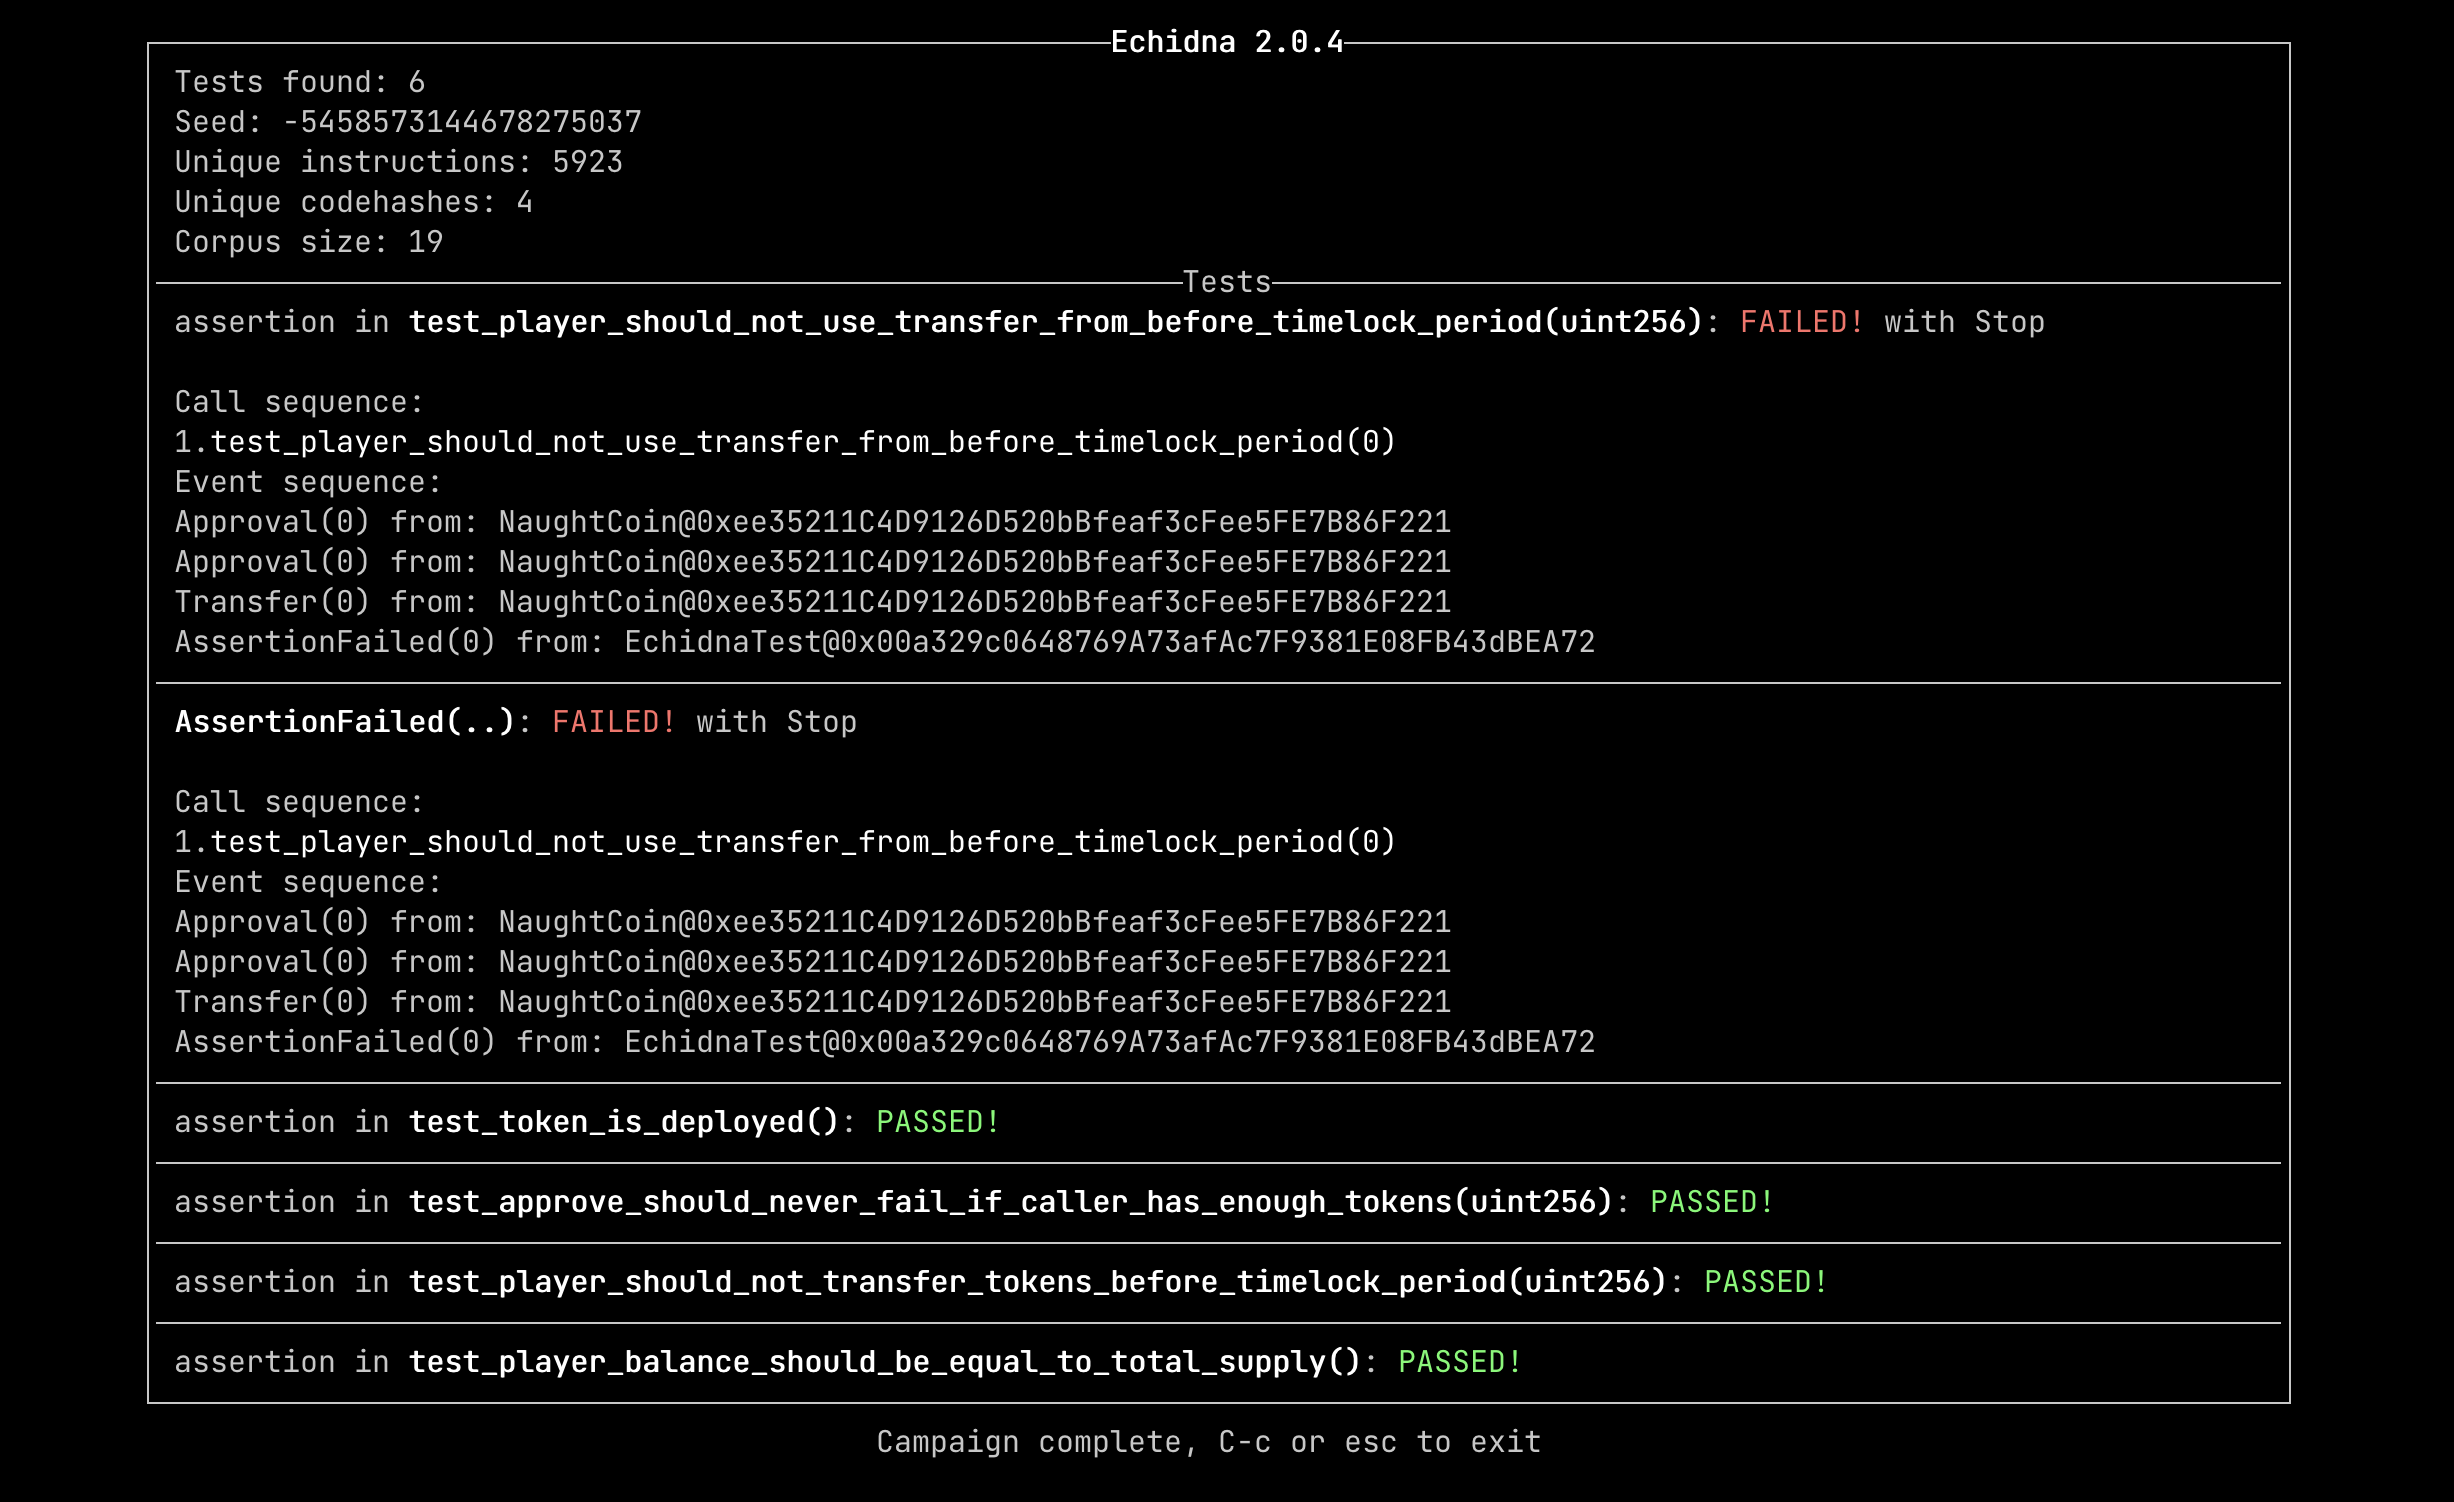 Echidna 2.0.4
Tests found: 6
Seed: -5458573144678275037
Unique instructions: 5923
Unique codehashes: 4
Corpus size: 19
Tests
assertion in test_player_should_not_use_transfer_from_before_timelock_period(uint256): FAILED! with Stop
Call sequence:
1.test_player_should_not_use_transfer_from_before_timelock_period(0)
Event sequence:
Approval(0) from: NaughtCoin@0xee35211C4D9126D520bBfeaf3cFee5FE7B86F221
Approval(0) from: NaughtCoin@0xee35211C4D9126D520bBfeaf3cFee5FE7B86F221
Transfer(0) from: NaughtCoin@0xee35211C4D9126D520bBfeaf3cFee5FE7B86F221
AssertionFailed(0) from: EchidnaTest@0x00a329c0648769A73afAc7F9381E08FB43dBEA72
AssertionFailed(..): FAILED! with Stop
Call sequence:
1.test_player_should_not_use_transfer_from_before_timelock_period(0)
Event sequence:
Approval(0) from: NaughtCoin@0xee35211C4D9126D520bBfeaf3cFee5FE7B86F221
Approval(0) from: NaughtCoin@0xee35211C4D9126D520bBfeaf3cFee5FE7B86F221
Transfer(0) from: NaughtCoin@0xee35211C4D9126D520bBfeaf3cFee5FE7B86F221
AssertionFailed(0) from: EchidnaTest@0x00a329c0648769A73afAc7F9381E08FB43dBEA72
assertion in test_token_is_deployed(): PASSED!
assertion in test_approve_should_never_fail_if_caller_has_enough_tokens(uint256): PASSED!
assertion in test_player_should_not_transfer_tokens_before_timelock_period(uint256): PASSED!
assertion in test_player_balance_should_be_equal_to_total_supply(): PASSED!
Campaign complete, C-c or esc to exit